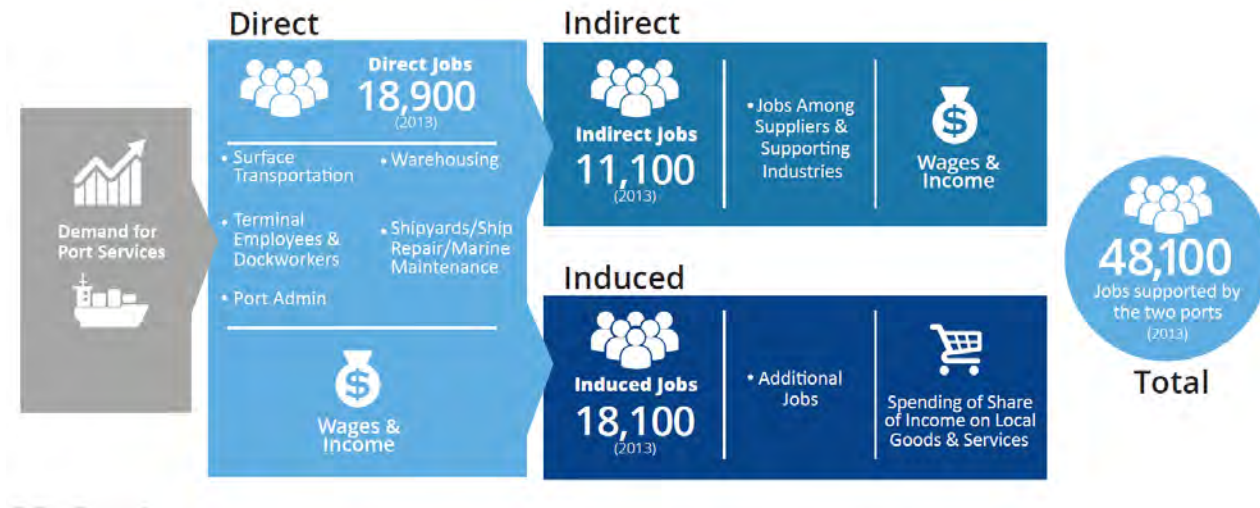 Direct
Direct Jobs
18,900
(2013)
• Surface
Transportation
• Warehousing
• Terminal
Employees &
Dockworkers
• Shipyards/Ship
Repair/Marine
Maintenance
• Port Admin
$
Wages &
Income
Demand for
Port Services
Indirect
Indirect Jobs
11,100
(2013)
• Jobs Among
Suppliers &
Supporting
Industries
$
Wages &
Income
Induced
Induced Jobs
18,100
(2013)
• Additional
Jobs
Spending of Share
of Income on Local
Goods & Services
48,100
Jobs supported by
the two ports
(2013)
Total